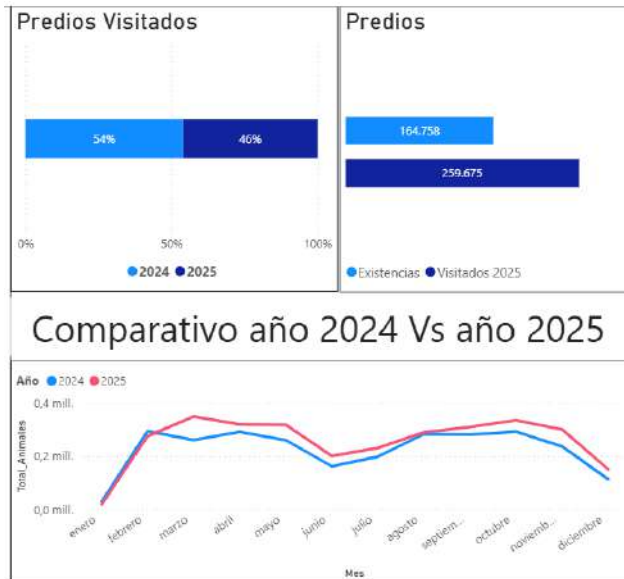 Predios Visitados
54% 46%
0% 50% 100%
2024 2025
Predios
164.758
259.675
Existencias Visitados 2025
Comparativo año 2024 Vs año 2025
Año 2024 2025
0,4 mill.
0,2 mill.
0,0 mill.
Total_Animales
enero febrero marzo abril mayo junio julio agosto septiem... octubre noviemb... diciembre
Mes